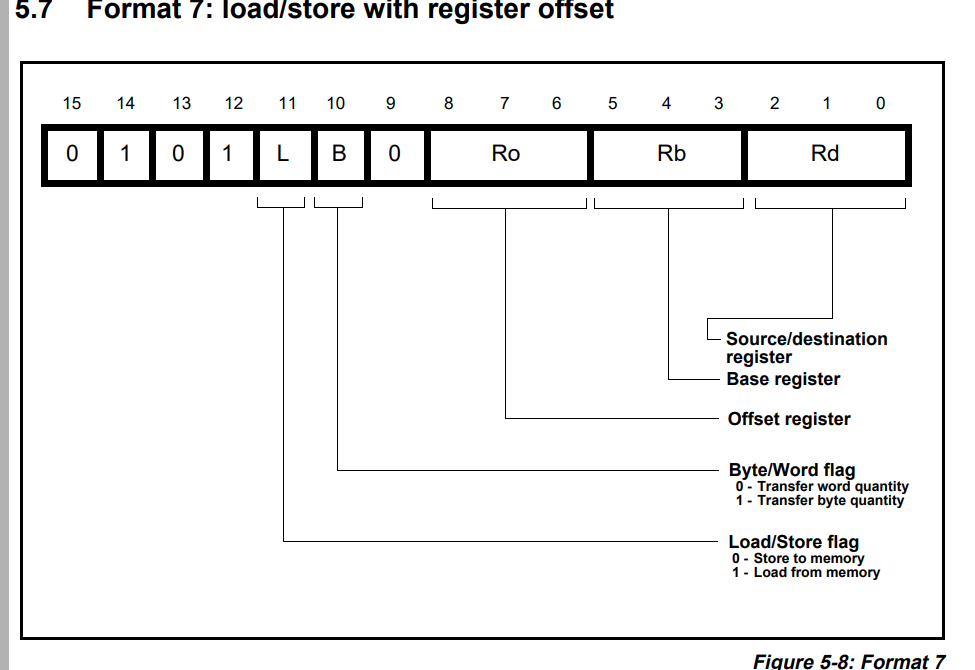 5.7 Format 7: load/store with register offset
15 14 13 12 11 10 9 8 7 6 5 4 3 2 1 0
0 1 0 1 L B 0 Ro Rb Rd
Source/destination
register
Base register
Offset register
Byte/Word flag
0 - Transfer word quantity
1 - Transfer byte quantity
Load/Store flag
0 - Store to memory
1 - Load from memory
Figure 5-8: Format 7